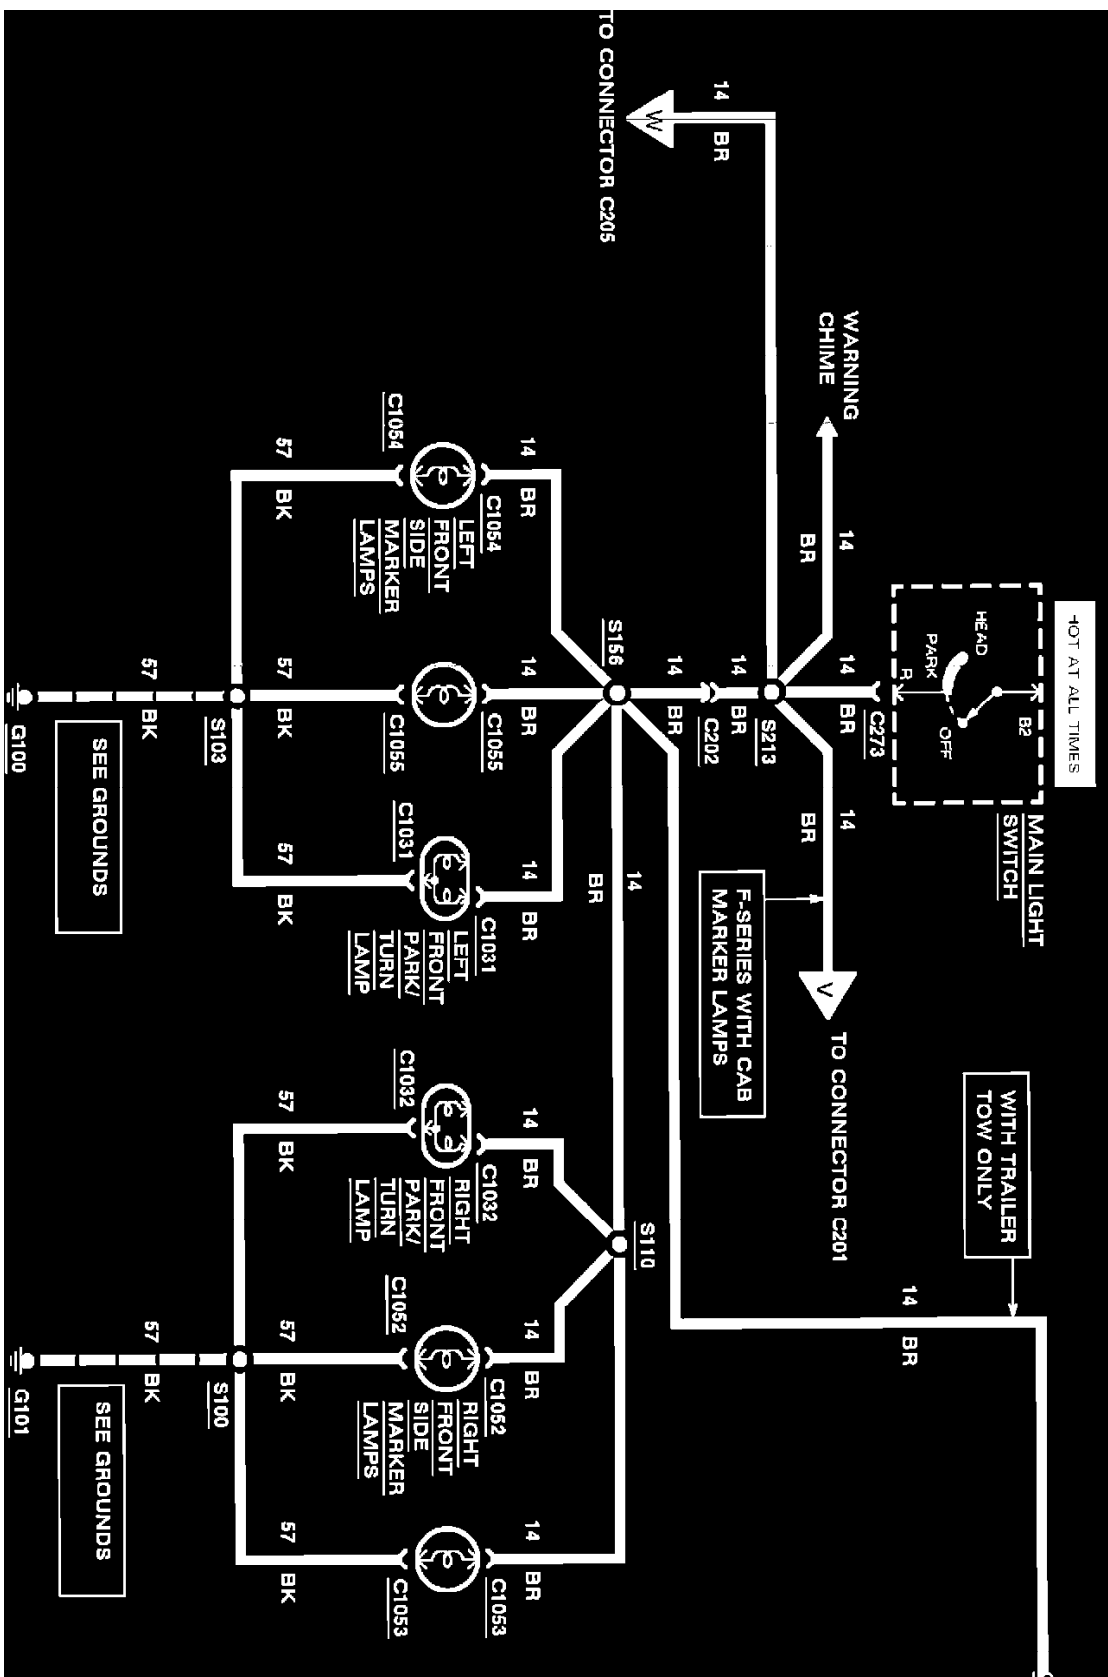 HOT AT ALL TIMES
B2
HEAD
PARK
OFF
R
MAIN LIGHT
SWITCH
C273
14
BR
WARNING
CHIME
14
BR
14
BR
S213
14
BR
TO CONNECTOR C205
W
14
BR
F-SERIES WITH CAB
MARKER LAMPS
V
TO CONNECTOR C201
WITH TRAILER
TOW ONLY
14
BR
C202
14
BR
S156
14
BR
S110
14
BR
C1054
LEFT
FRONT
SIDE
MARKER
LAMPS
C1054
14
BR
C1055
C1055
14
BR
C1031
LEFT
FRONT
PARK/
TURN
LAMP
C1031
14
BR
C1032
RIGHT
FRONT
PARK/
TURN
LAMP
C1032
14
BR
C1052
RIGHT
FRONT
SIDE
MARKER
LAMPS
C1052
14
BR
C1053
C1053
57
BK
57
BK
57
BK
57
BK
57
BK
57
BK
S103
57
BK
SEE GROUNDS
G100
S100
57
BK
SEE GROUNDS
G101